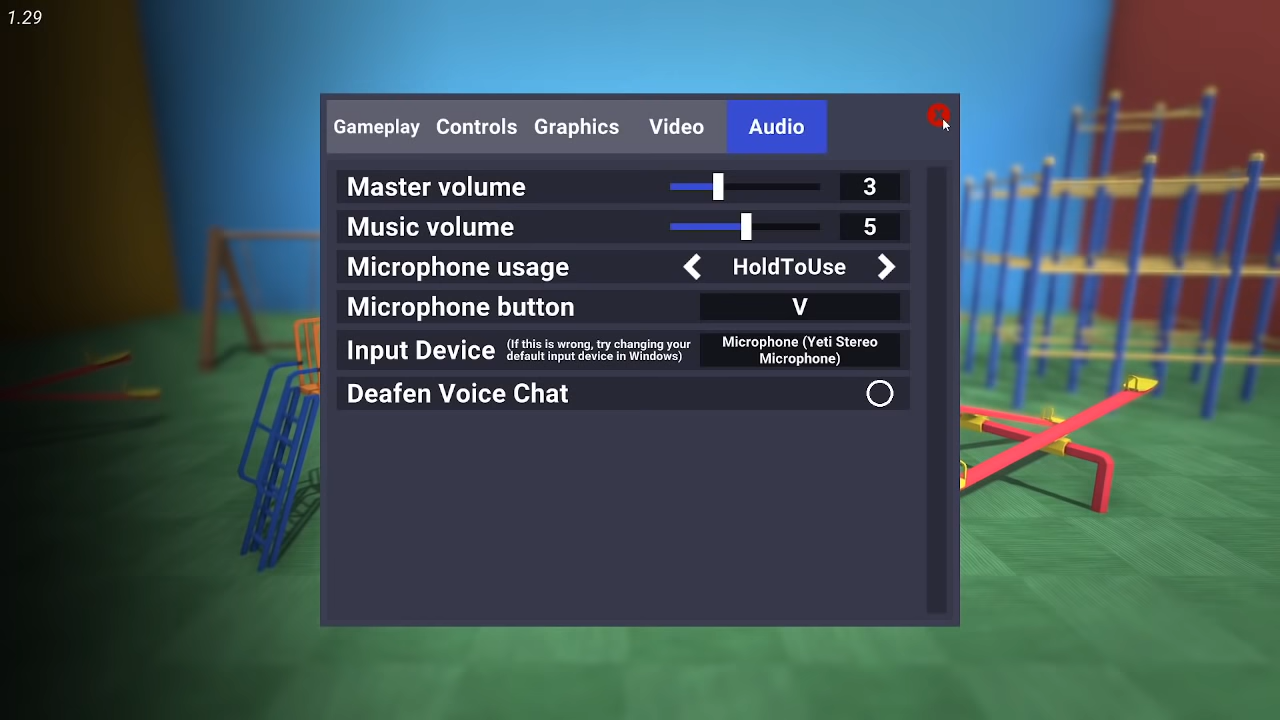 1.29
Gameplay Controls Graphics Video Audio
Master volume 3
Music volume 5
Microphone usage HoldToUse
Microphone button V
Input Device (If this is wrong, try changing your
default input device in Windows)
Microphone (Yeti Stereo
Microphone)
Deafen Voice Chat